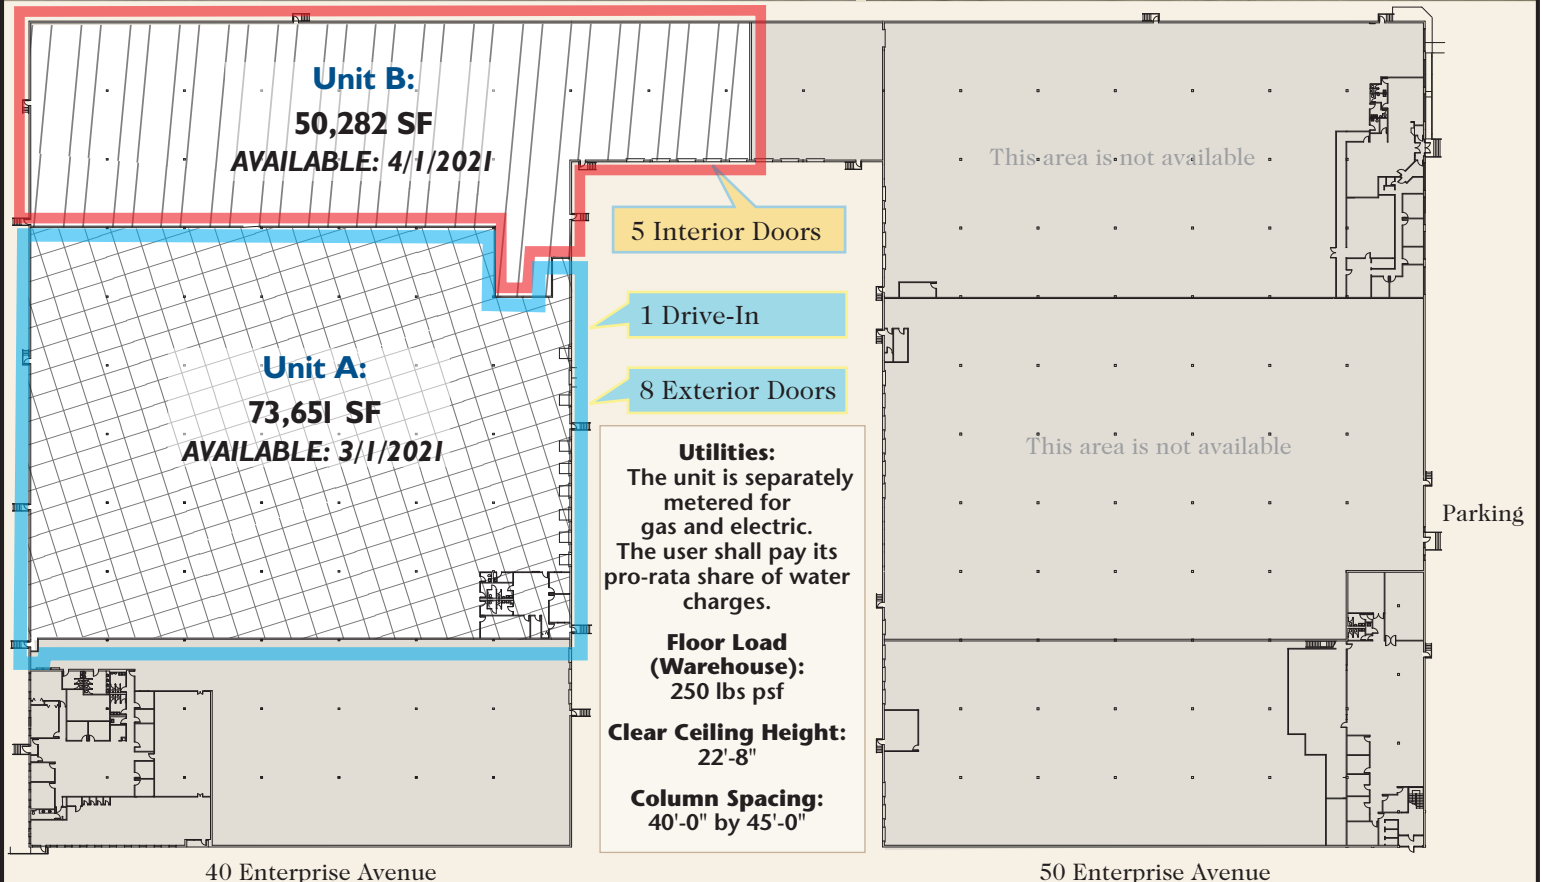 Unit B:
50,282 SF
AVAILABLE: 4/1/2021
This area is not available
5 Interior Doors
1 Drive-In
Unit A:
73,651 SF
AVAILABLE: 3/1/2021
8 Exterior Doors
This area is not available
Utilities:
The unit is separately
metered for
gas and electric.
The user shall pay its
pro-rata share of water
charges.
Floor Load
(Warehouse):
250 lbs psf
Clear Ceiling Height:
22'-8"
Column Spacing:
40'-0" by 45'-0"
Parking
40 Enterprise Avenue
50 Enterprise Avenue